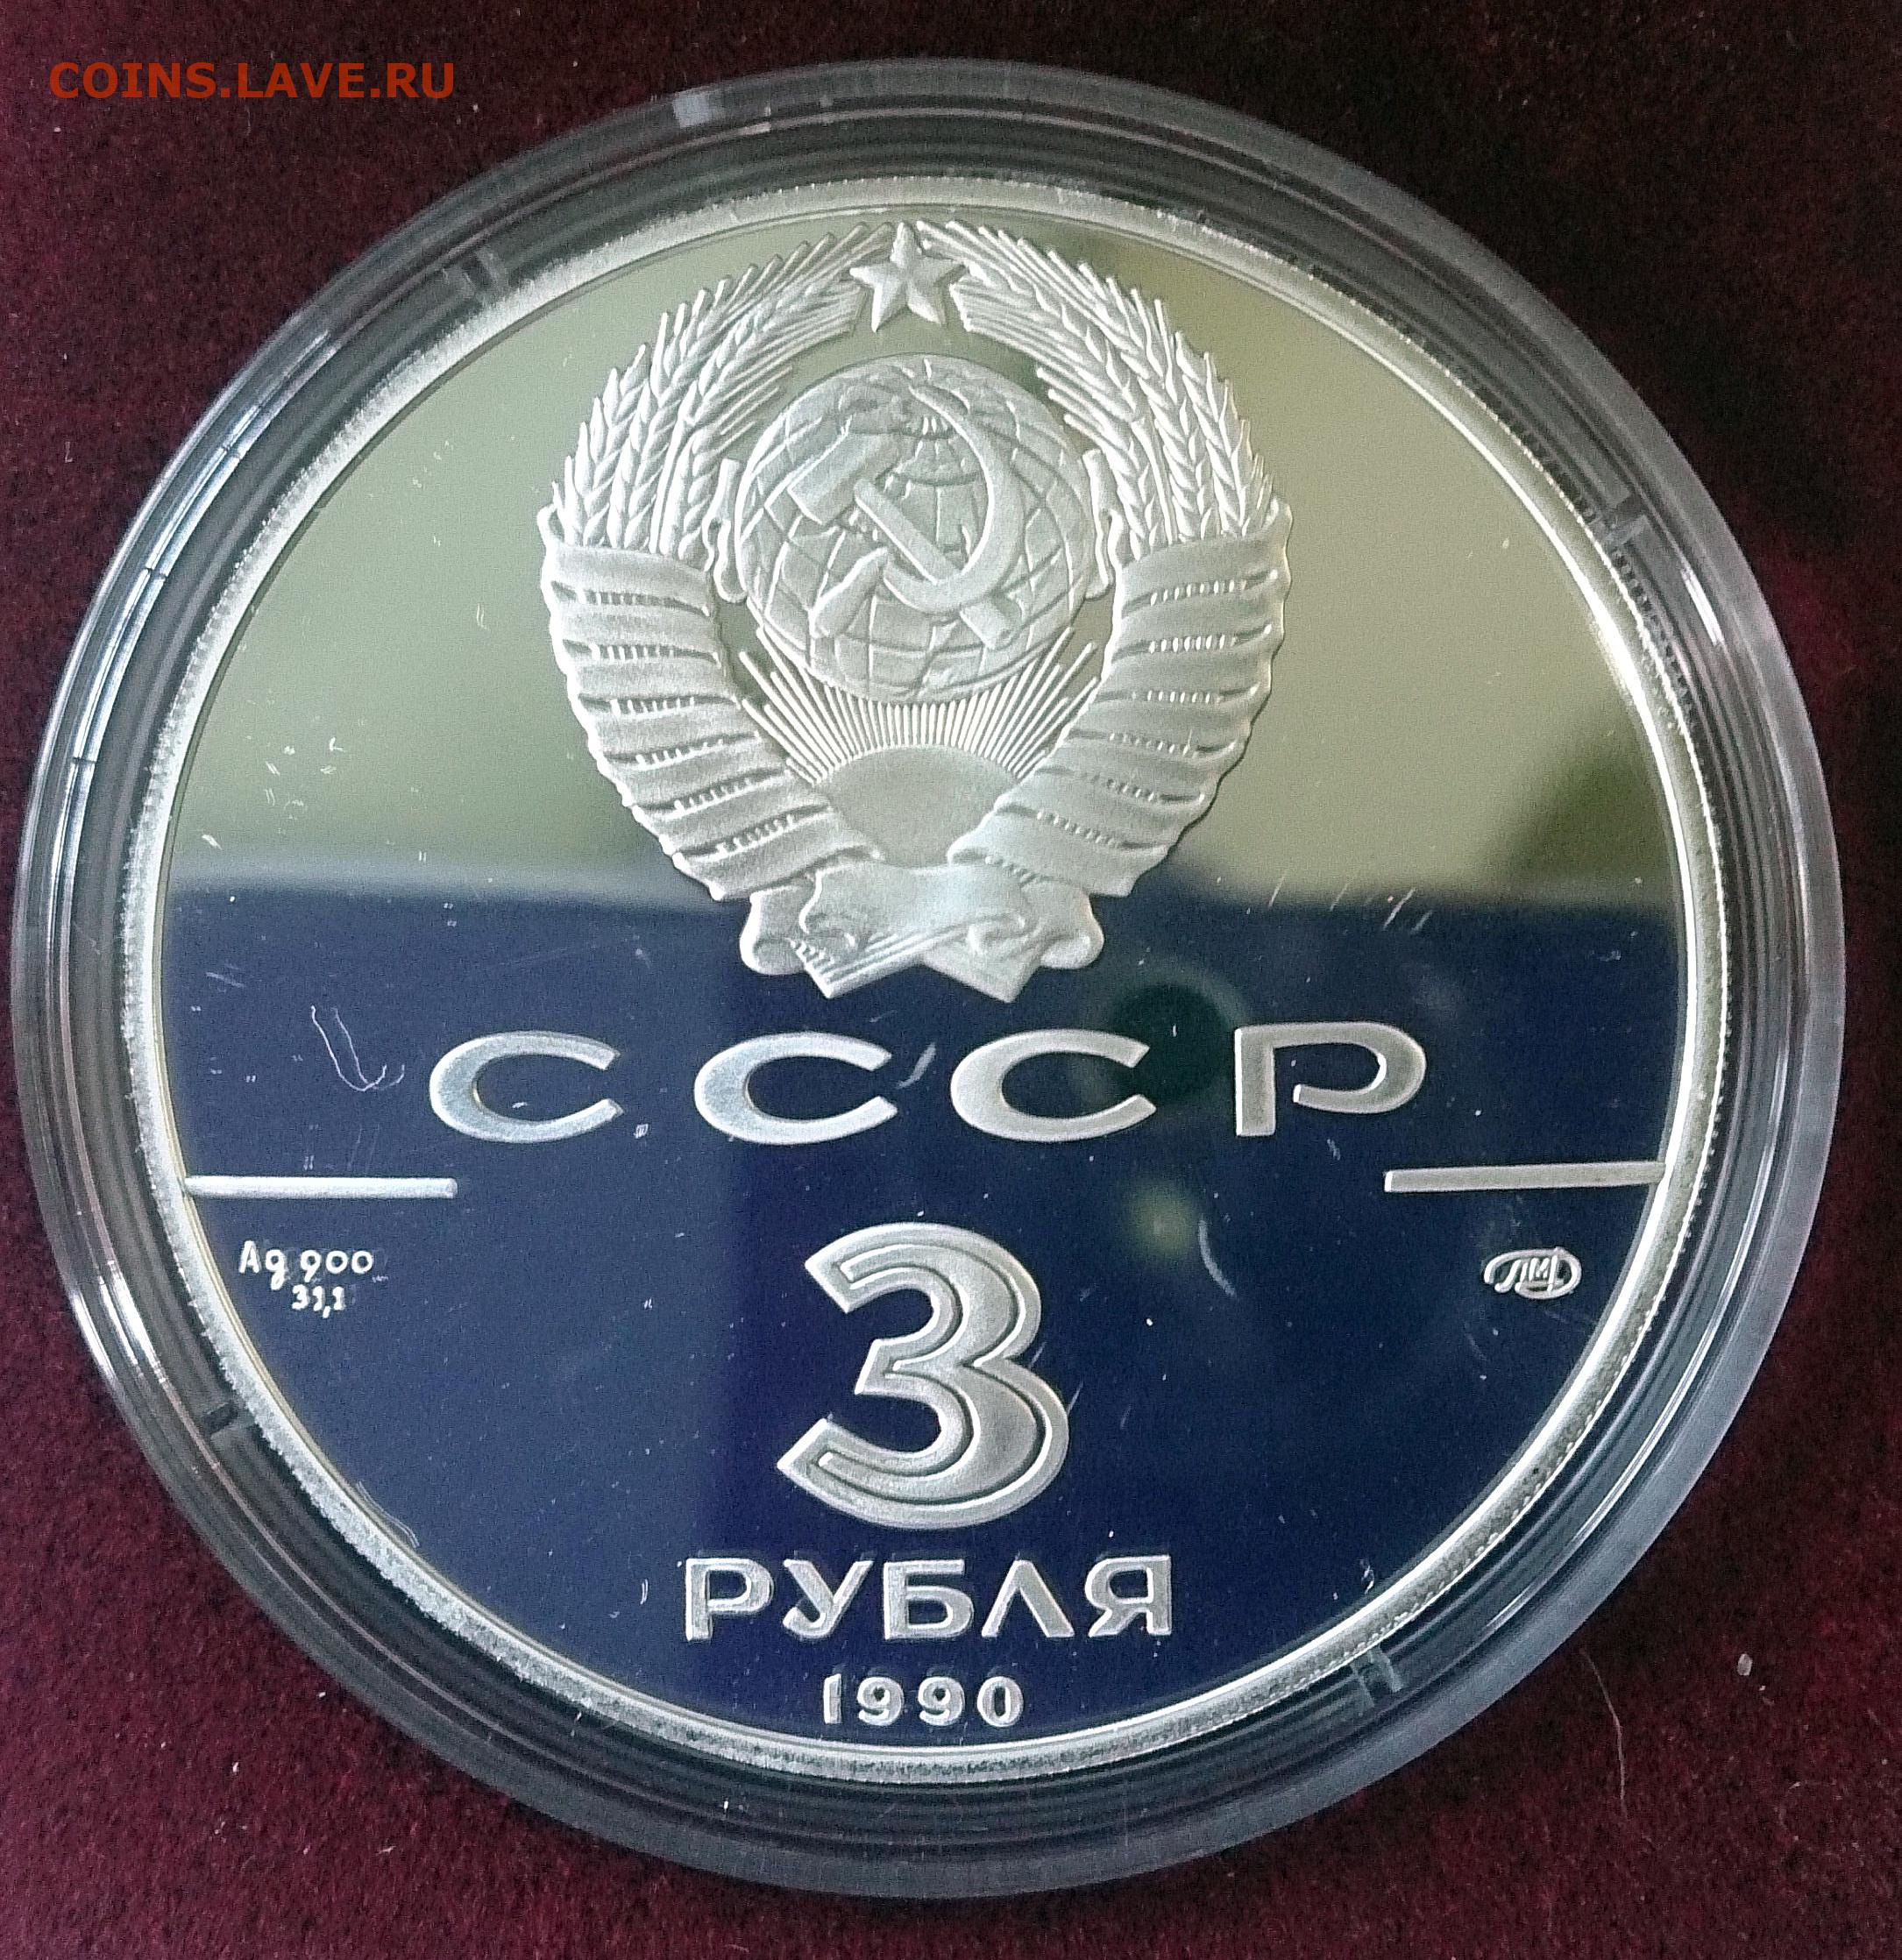 COINS.LAVE.RU
СССР
Ag 900
31,1
ЛМД
3
РУБЛЯ
1990